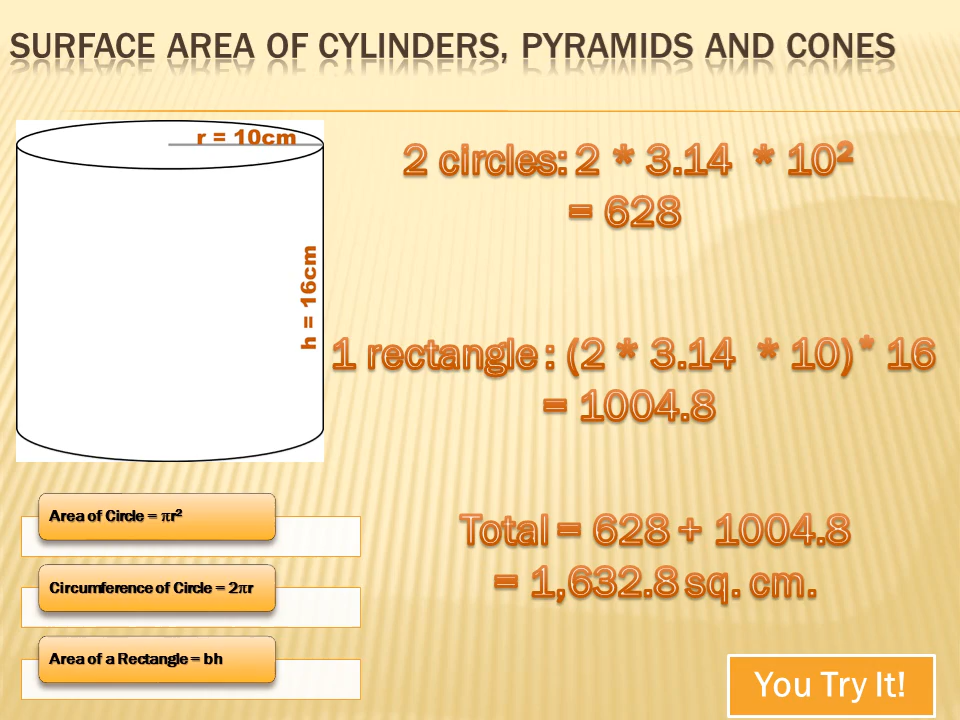 SURFACE AREA OF CYLINDERS, PYRAMIDS AND CONES
r = 10cm
h = 16cm
2 circles: 2 * 3.14 * 10²
= 628
1 rectangle : (2 * 3.14 * 10) * 16
= 1004.8
Total = 628 + 1004.8
= 1,632.8 sq. cm.
Area of Circle = πr²
Circumference of Circle = 2πr
Area of a Rectangle = bh
You Try It!